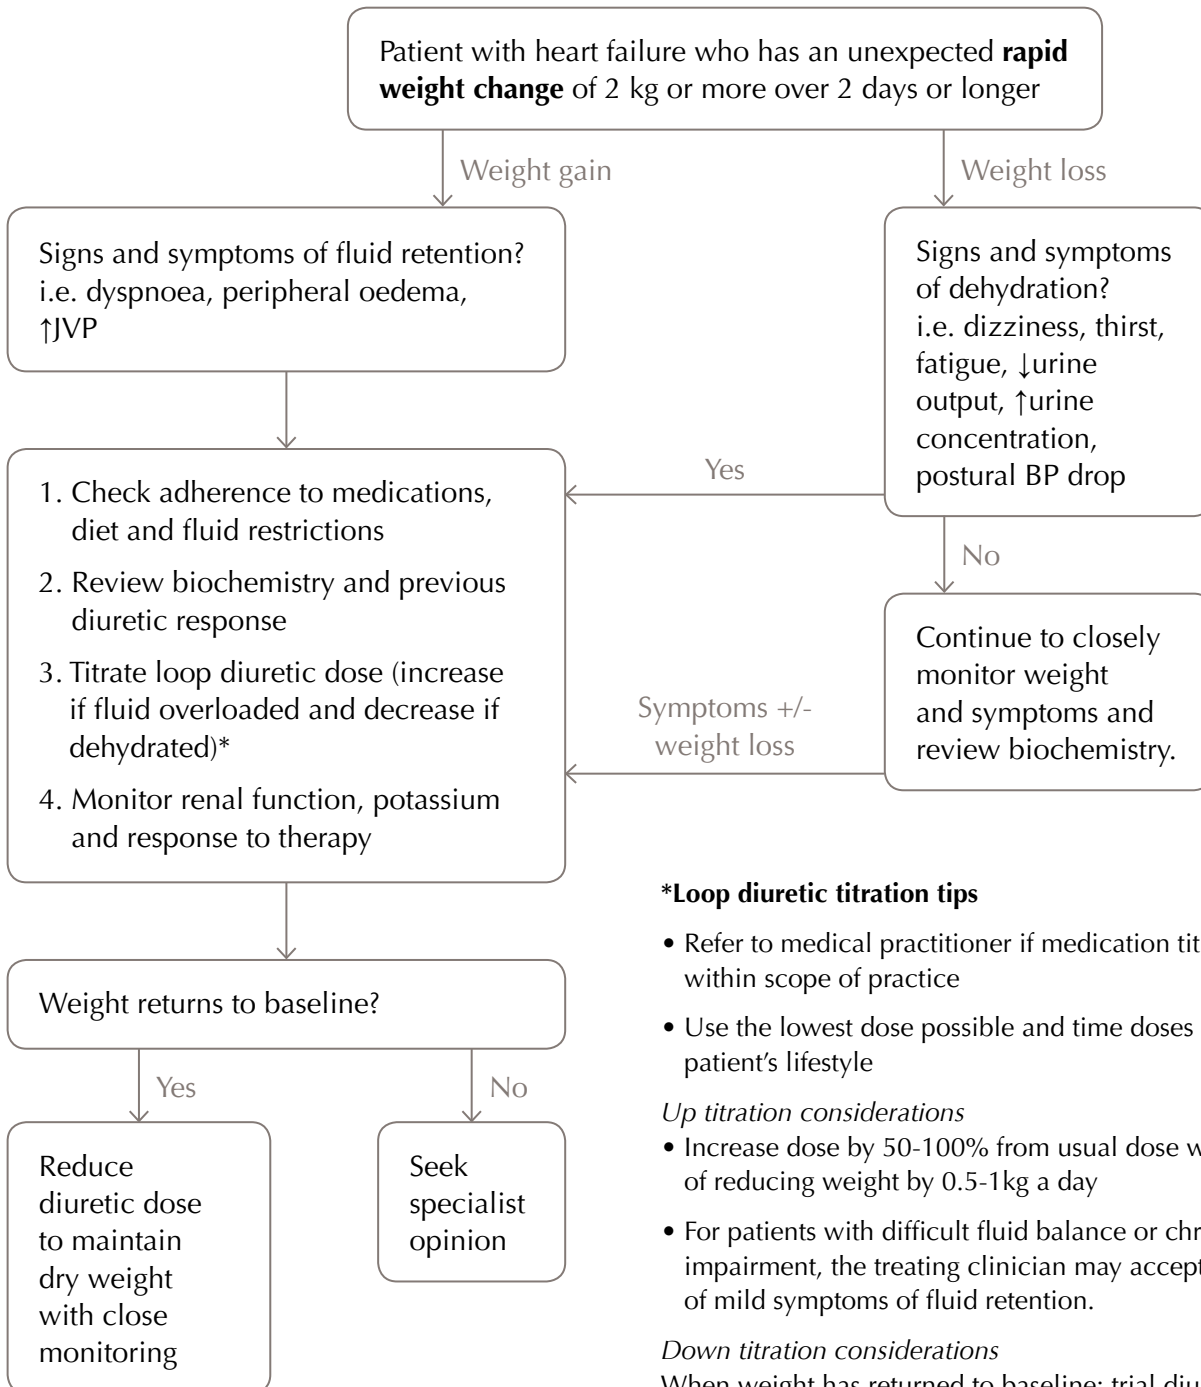 Patient with heart failure who has an unexpected rapid
weight change of 2 kg or more over 2 days or longer
Weight gain
Weight loss
Signs and symptoms of fluid retention?
i.e. dyspnoea, peripheral oedema,
↑JVP
Signs and symptoms
of dehydration?
i.e. dizziness, thirst,
fatigue, ↓urine
output, ↑urine
concentration,
postural BP drop
Yes
No
1. Check adherence to medications,
diet and fluid restrictions
2. Review biochemistry and previous
diuretic response
3. Titrate loop diuretic dose (increase
if fluid overloaded and decrease if
dehydrated)*
4. Monitor renal function, potassium
and response to therapy
Continue to closely
monitor weight
and symptoms and
review biochemistry.
Symptoms +/-
weight loss
Weight returns to baseline?
Yes
No
Reduce
diuretic dose
to maintain
dry weight
with close
monitoring
Seek
specialist
opinion
*Loop diuretic titration tips
• Refer to medical practitioner if medication
within scope of practice
• Use the lowest dose possible and time doses
patient's lifestyle
Up titration considerations
• Increase dose by 50-100% from usual dose
of reducing weight by 0.5-1kg a day
• For patients with difficult fluid balance or
impairment, the treating clinician may accept
of mild symptoms of fluid retention.
Down titration considerations
When weight has returned to baseline: trial